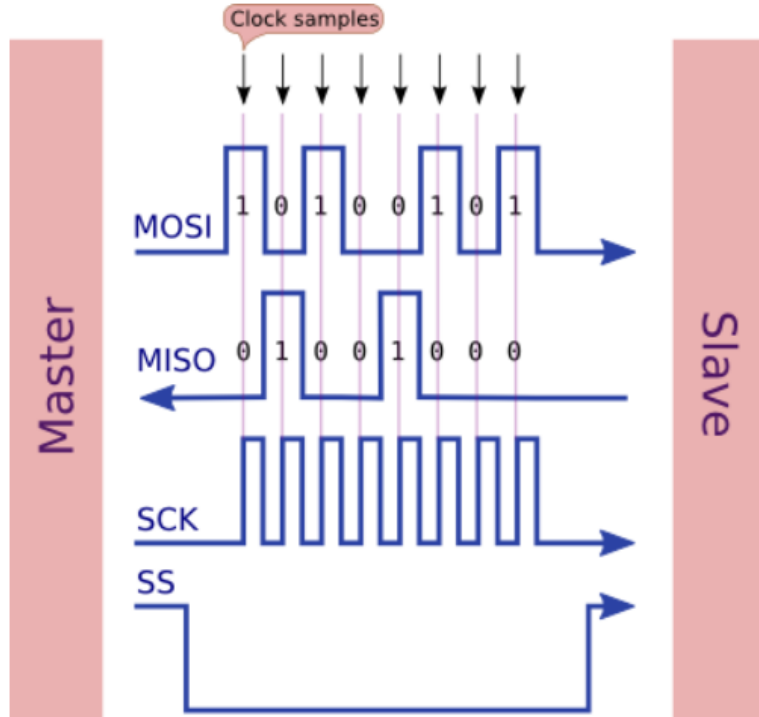 Clock samples
MOSI 1 0 1 0 0 1 0 1
MISO 0 1 0 0 1 0 0 0
SCK
SS
Master
Slave